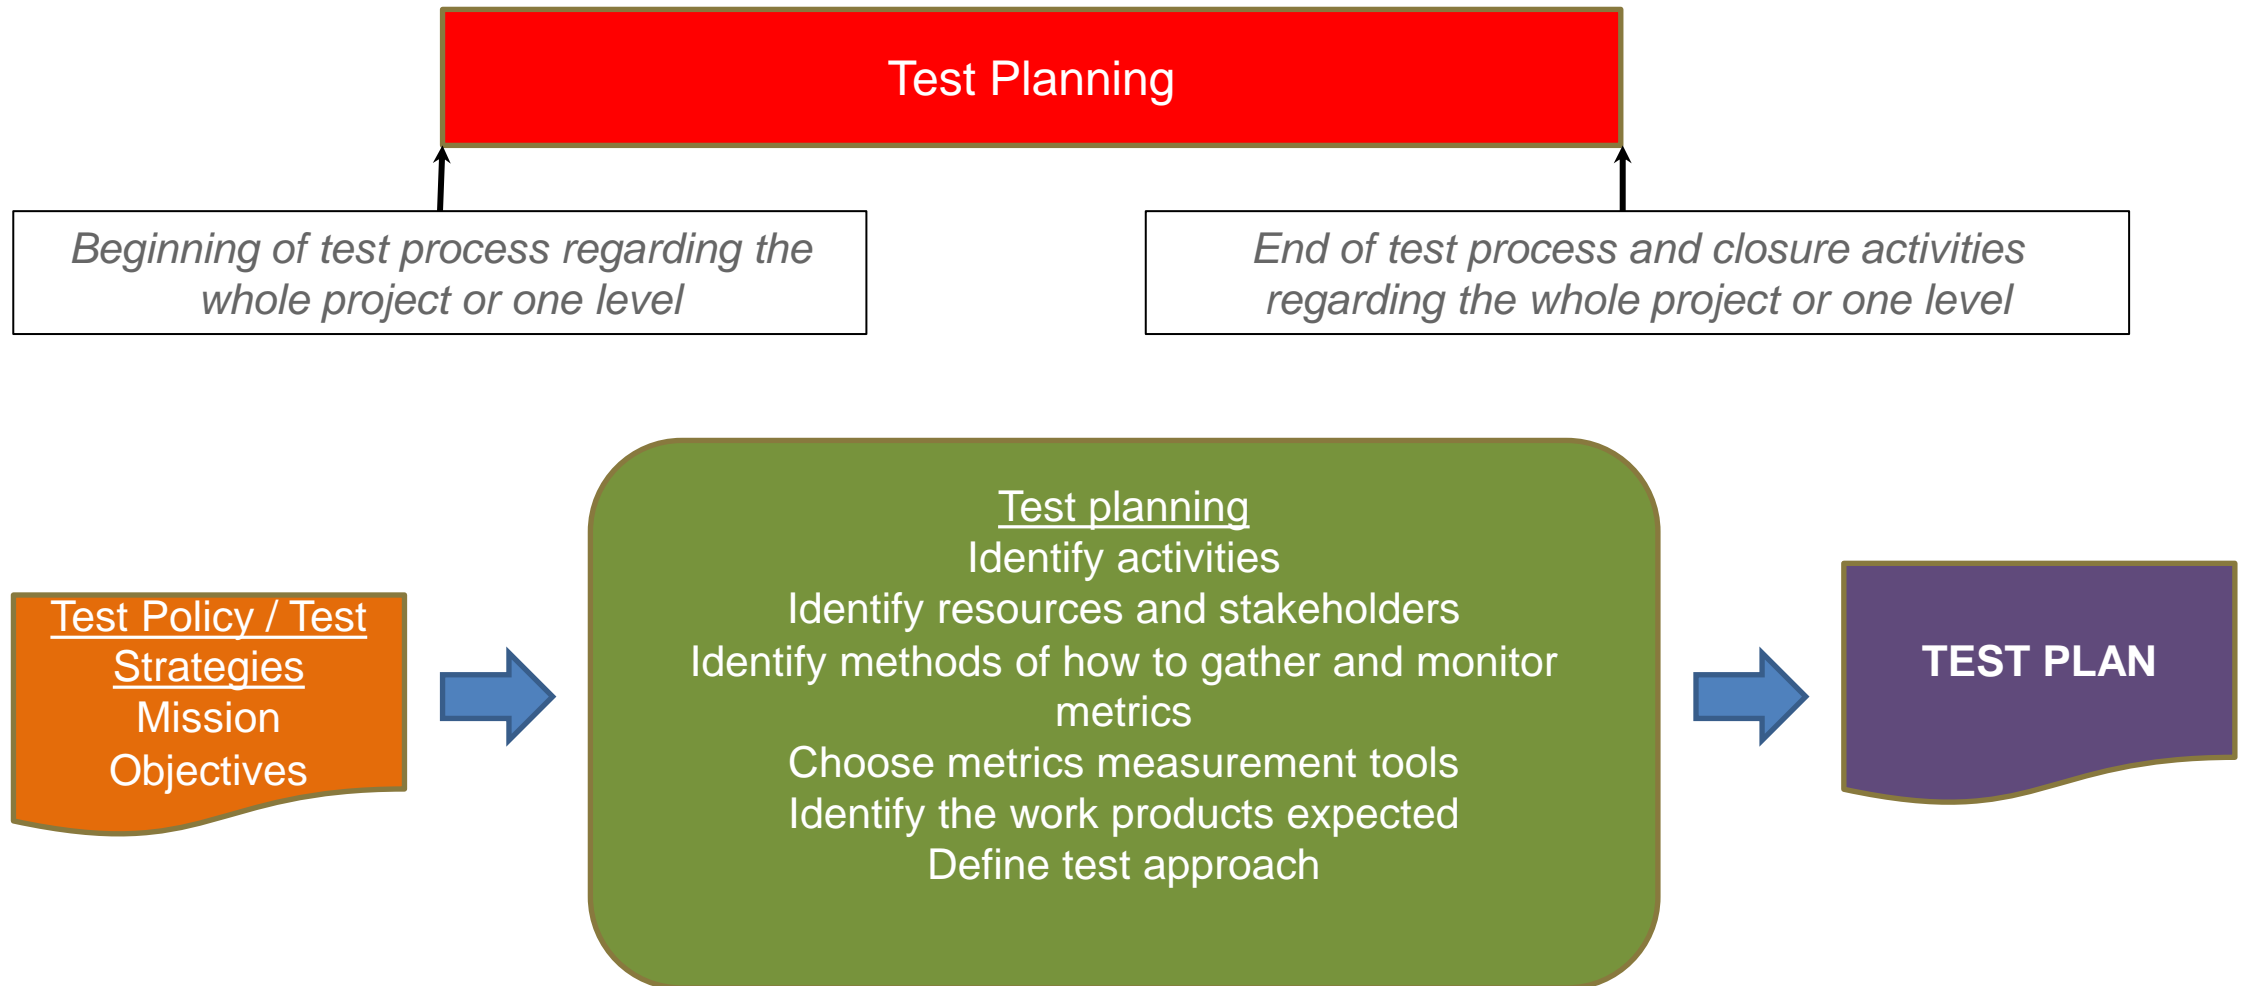 Test Planning
Beginning of test process regarding the
whole project or one level
End of test process and closure activities
regarding the whole project or one level
Test Policy / Test
Strategies
Mission
Objectives
Test planning
Identify activities
Identify resources and stakeholders
Identify methods of how to gather and monitor
metrics
Choose metrics measurement tools
Identify the work products expected
Define test approach
TEST PLAN